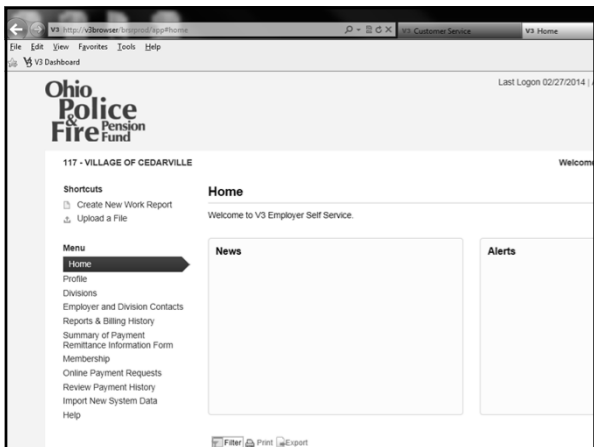 V3 http://v3browser/brsiprod/app#home
V3 Customer Service
V3 Home
File Edit View Favorites Tools Help
V3 Dashboard
Last Logon 02/27/2014 |
Ohio
Police
&
Fire Pension
Fund
117 - VILLAGE OF CEDARVILLE
Welcome
Shortcuts
Create New Work Report
Upload a File
Home
Welcome to V3 Employer Self Service.
Menu
Home
Profile
Divisions
Employer and Division Contacts
Reports & Billing History
Summary of Payment
Remittance Information Form
Membership
Online Payment Requests
Review Payment History
Import New System Data
Help
News
Alerts
Filter Print Export